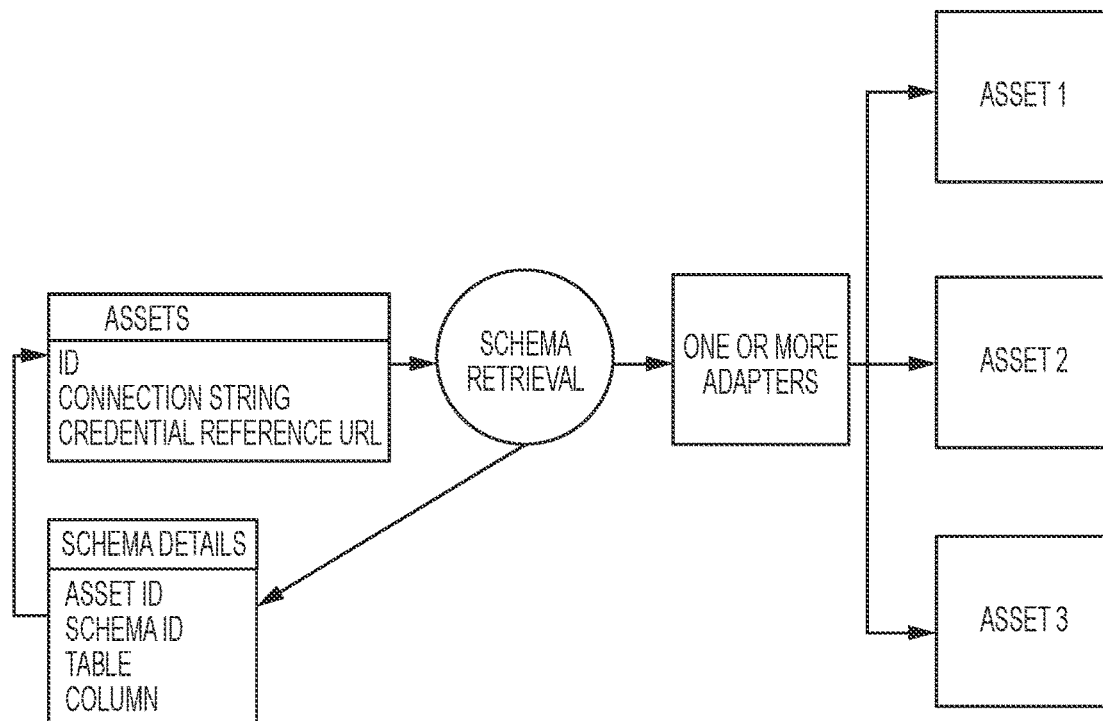 ASSETS
ID
CONNECTION STRING
CREDENTIAL REFERENCE URL
SCHEMA DETAILS
ASSET ID
SCHEMA ID
TABLE
COLUMN
SCHEMA
RETRIEVAL
ONE OR MORE
ADAPTERS
ASSET 1
ASSET 2
ASSET 3